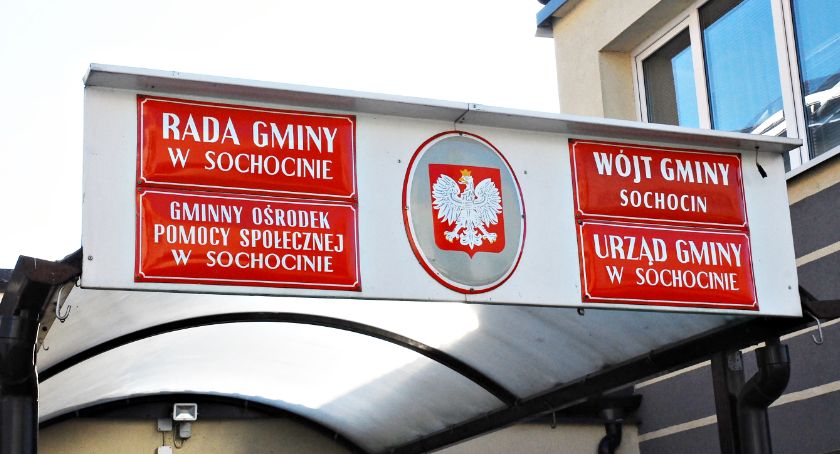 RADA GMINY
W SOCHOCINIE
GMINNY OŚRODEK
POMOCY SPOŁECZNEJ
W SOCHOCINIE
WÓJT GMINY
SOCHOCIN
URZĄD GMINY
W SOCHOCINIE